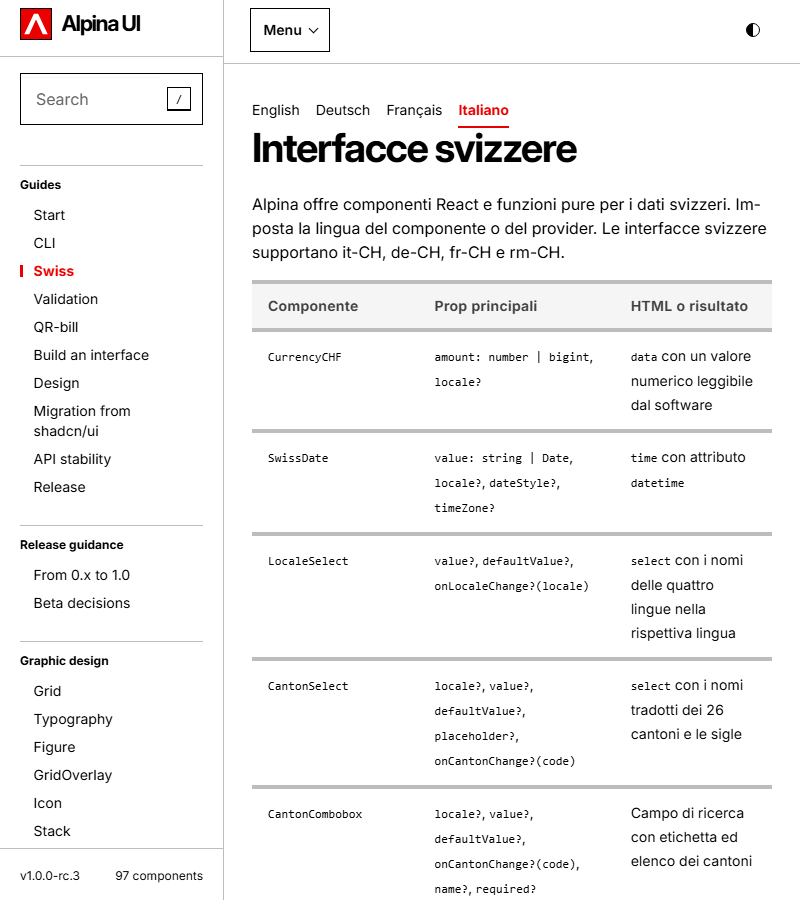 Alpina UI
Search
/
Guides
Start
CLI
Swiss
Validation
QR-bill
Build an interface
Design
Migration from
shadcn/ui
API stability
Release
Release guidance
From 0.x to 1.0
Beta decisions
Graphic design
Grid
Typography
Figure
GridOverlay
Icon
Stack
v1.0.0-rc.3 97 components
Menu
English Deutsch Français Italiano
Interfacce svizzere
Alpina offre componenti React e funzioni pure per i dati svizzeri. Im-
posta la lingua del componente o del provider. Le interfacce svizzere
supportano it-CH, de-CH, fr-CH e rm-CH.
Componente Prop principali HTML o risultato
CurrencyCHF amount: number | bigint, data con un valore
locale? numerico leggibile
dal software
SwissDate value: string | Date, time con attributo
locale?, dateStyle?, datetime
timeZone?
LocaleSelect value?, defaultValue?, select con i nomi
onLocaleChange?(locale) delle quattro
lingue nella
rispettiva lingua
CantonSelect locale?, value?, select con i nomi
defaultValue?, tradotti dei 26
placeholder?, cantoni e le sigle
onCantonChange?(code)
CantonCombobox locale?, value?, Campo di ricerca
defaultValue?, con etichetta ed
onCantonChange?(code), elenco dei cantoni
name?, required?